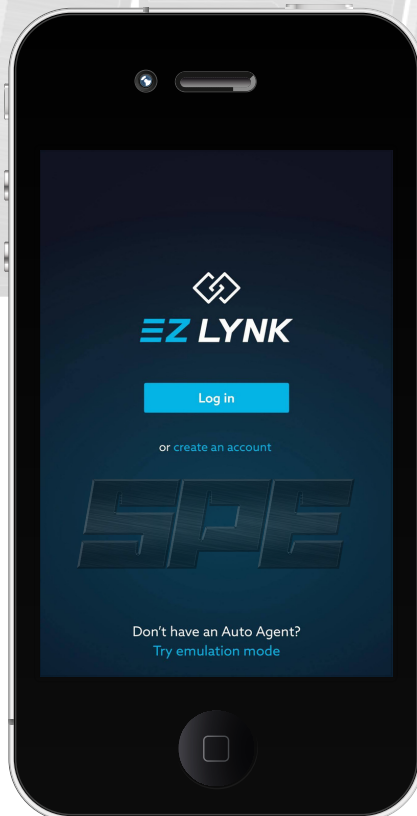 EZ LYNK
Log in
or create an account
SPE
Don't have an Auto Agent?
Try emulation mode